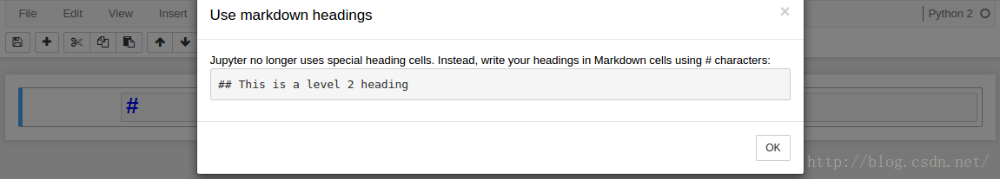 Use markdown headings
×
File Edit View Insert
Python 2
Jupyter no longer uses special heading cells. Instead, write your headings in Markdown cells using # characters:
## This is a level 2 heading
#
OK
http://blog.csdn.net/